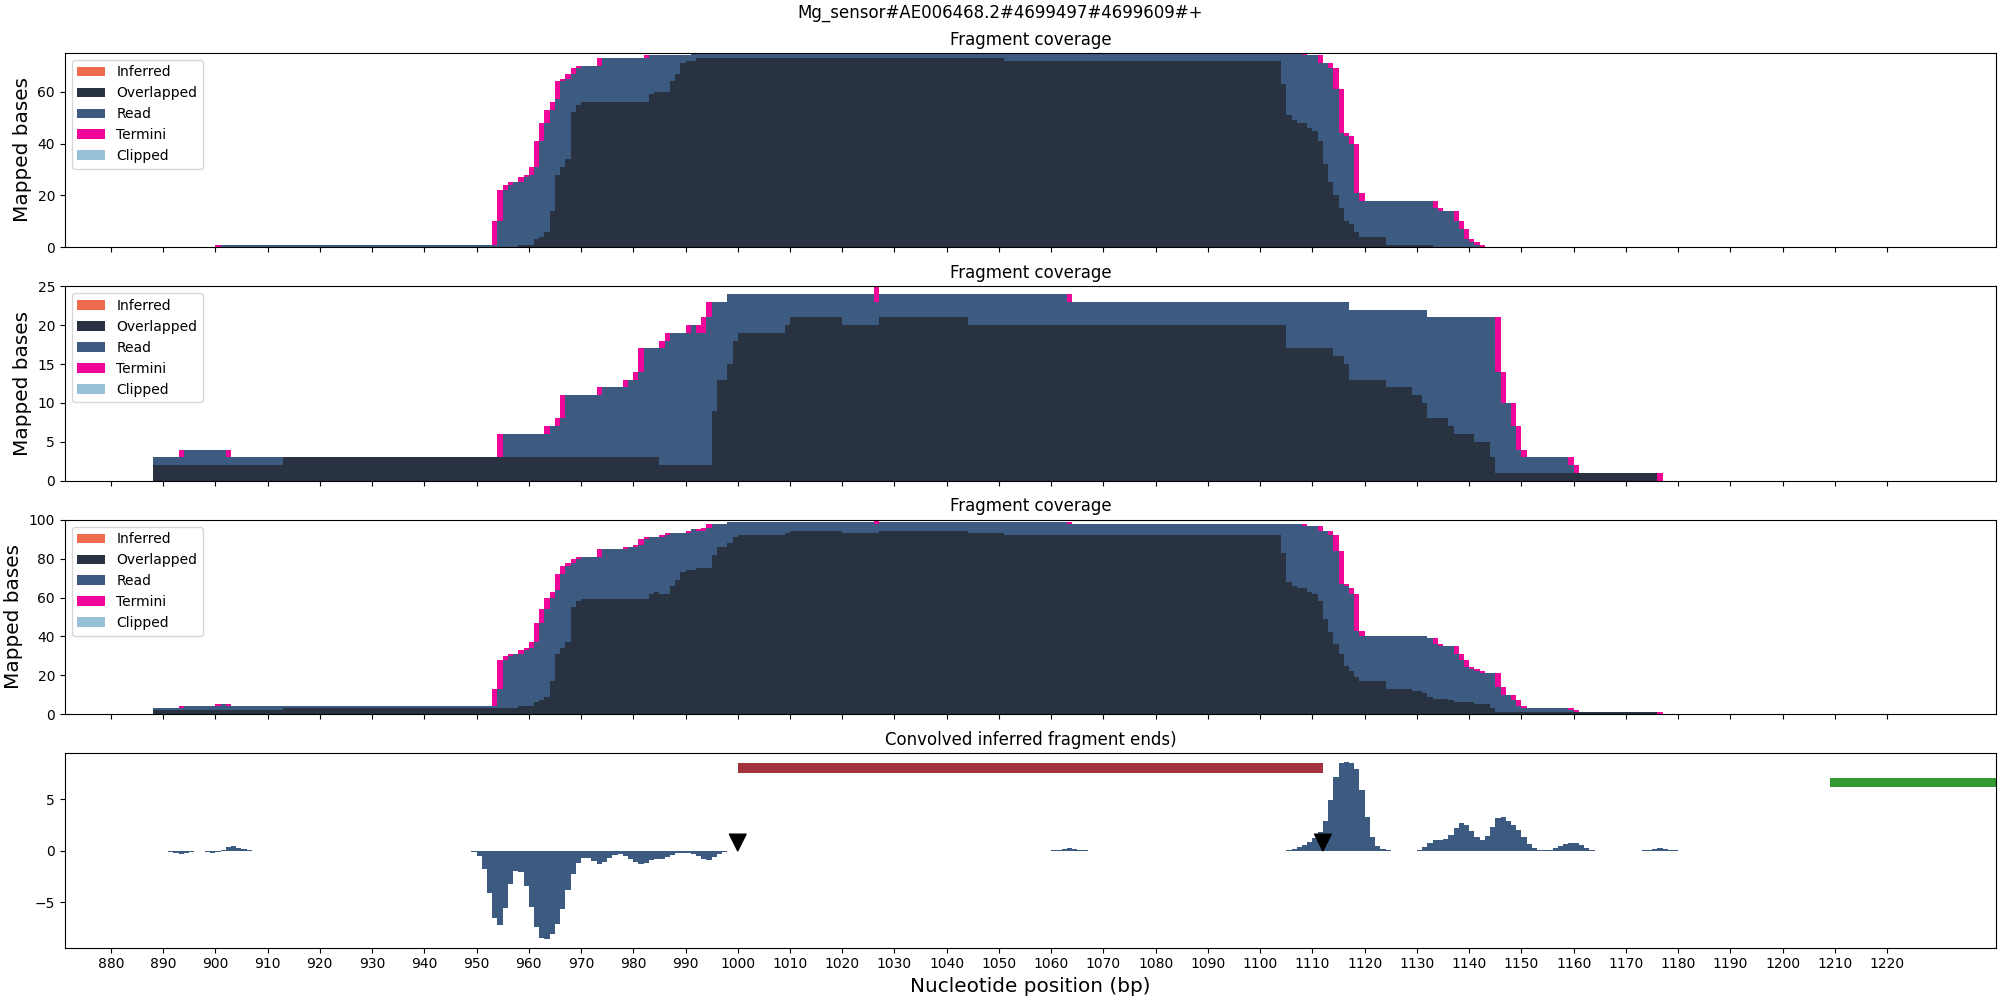 Mg_sensor#AE006468.2#4699497#4699609#+
Fragment coverage
Mapped bases
60
40
20
0
Inferred
Overlapped
Read
Termini
Clipped
Fragment coverage
Mapped bases
25
20
15
10
5
0
Inferred
Overlapped
Read
Termini
Clipped
Fragment coverage
Mapped bases
100
80
60
40
20
0
Inferred
Overlapped
Read
Termini
Clipped
Convolved inferred fragment ends)
5
0
−5
880 890 900 910 920 930 940 950 960 970 980 990 1000 1010 1020 1030 1040 1050 1060 1070 1080 1090 1100 1110 1120 1130 1140 1150 1160 1170 1180 1190 1200 1210 1220
Nucleotide position (bp)